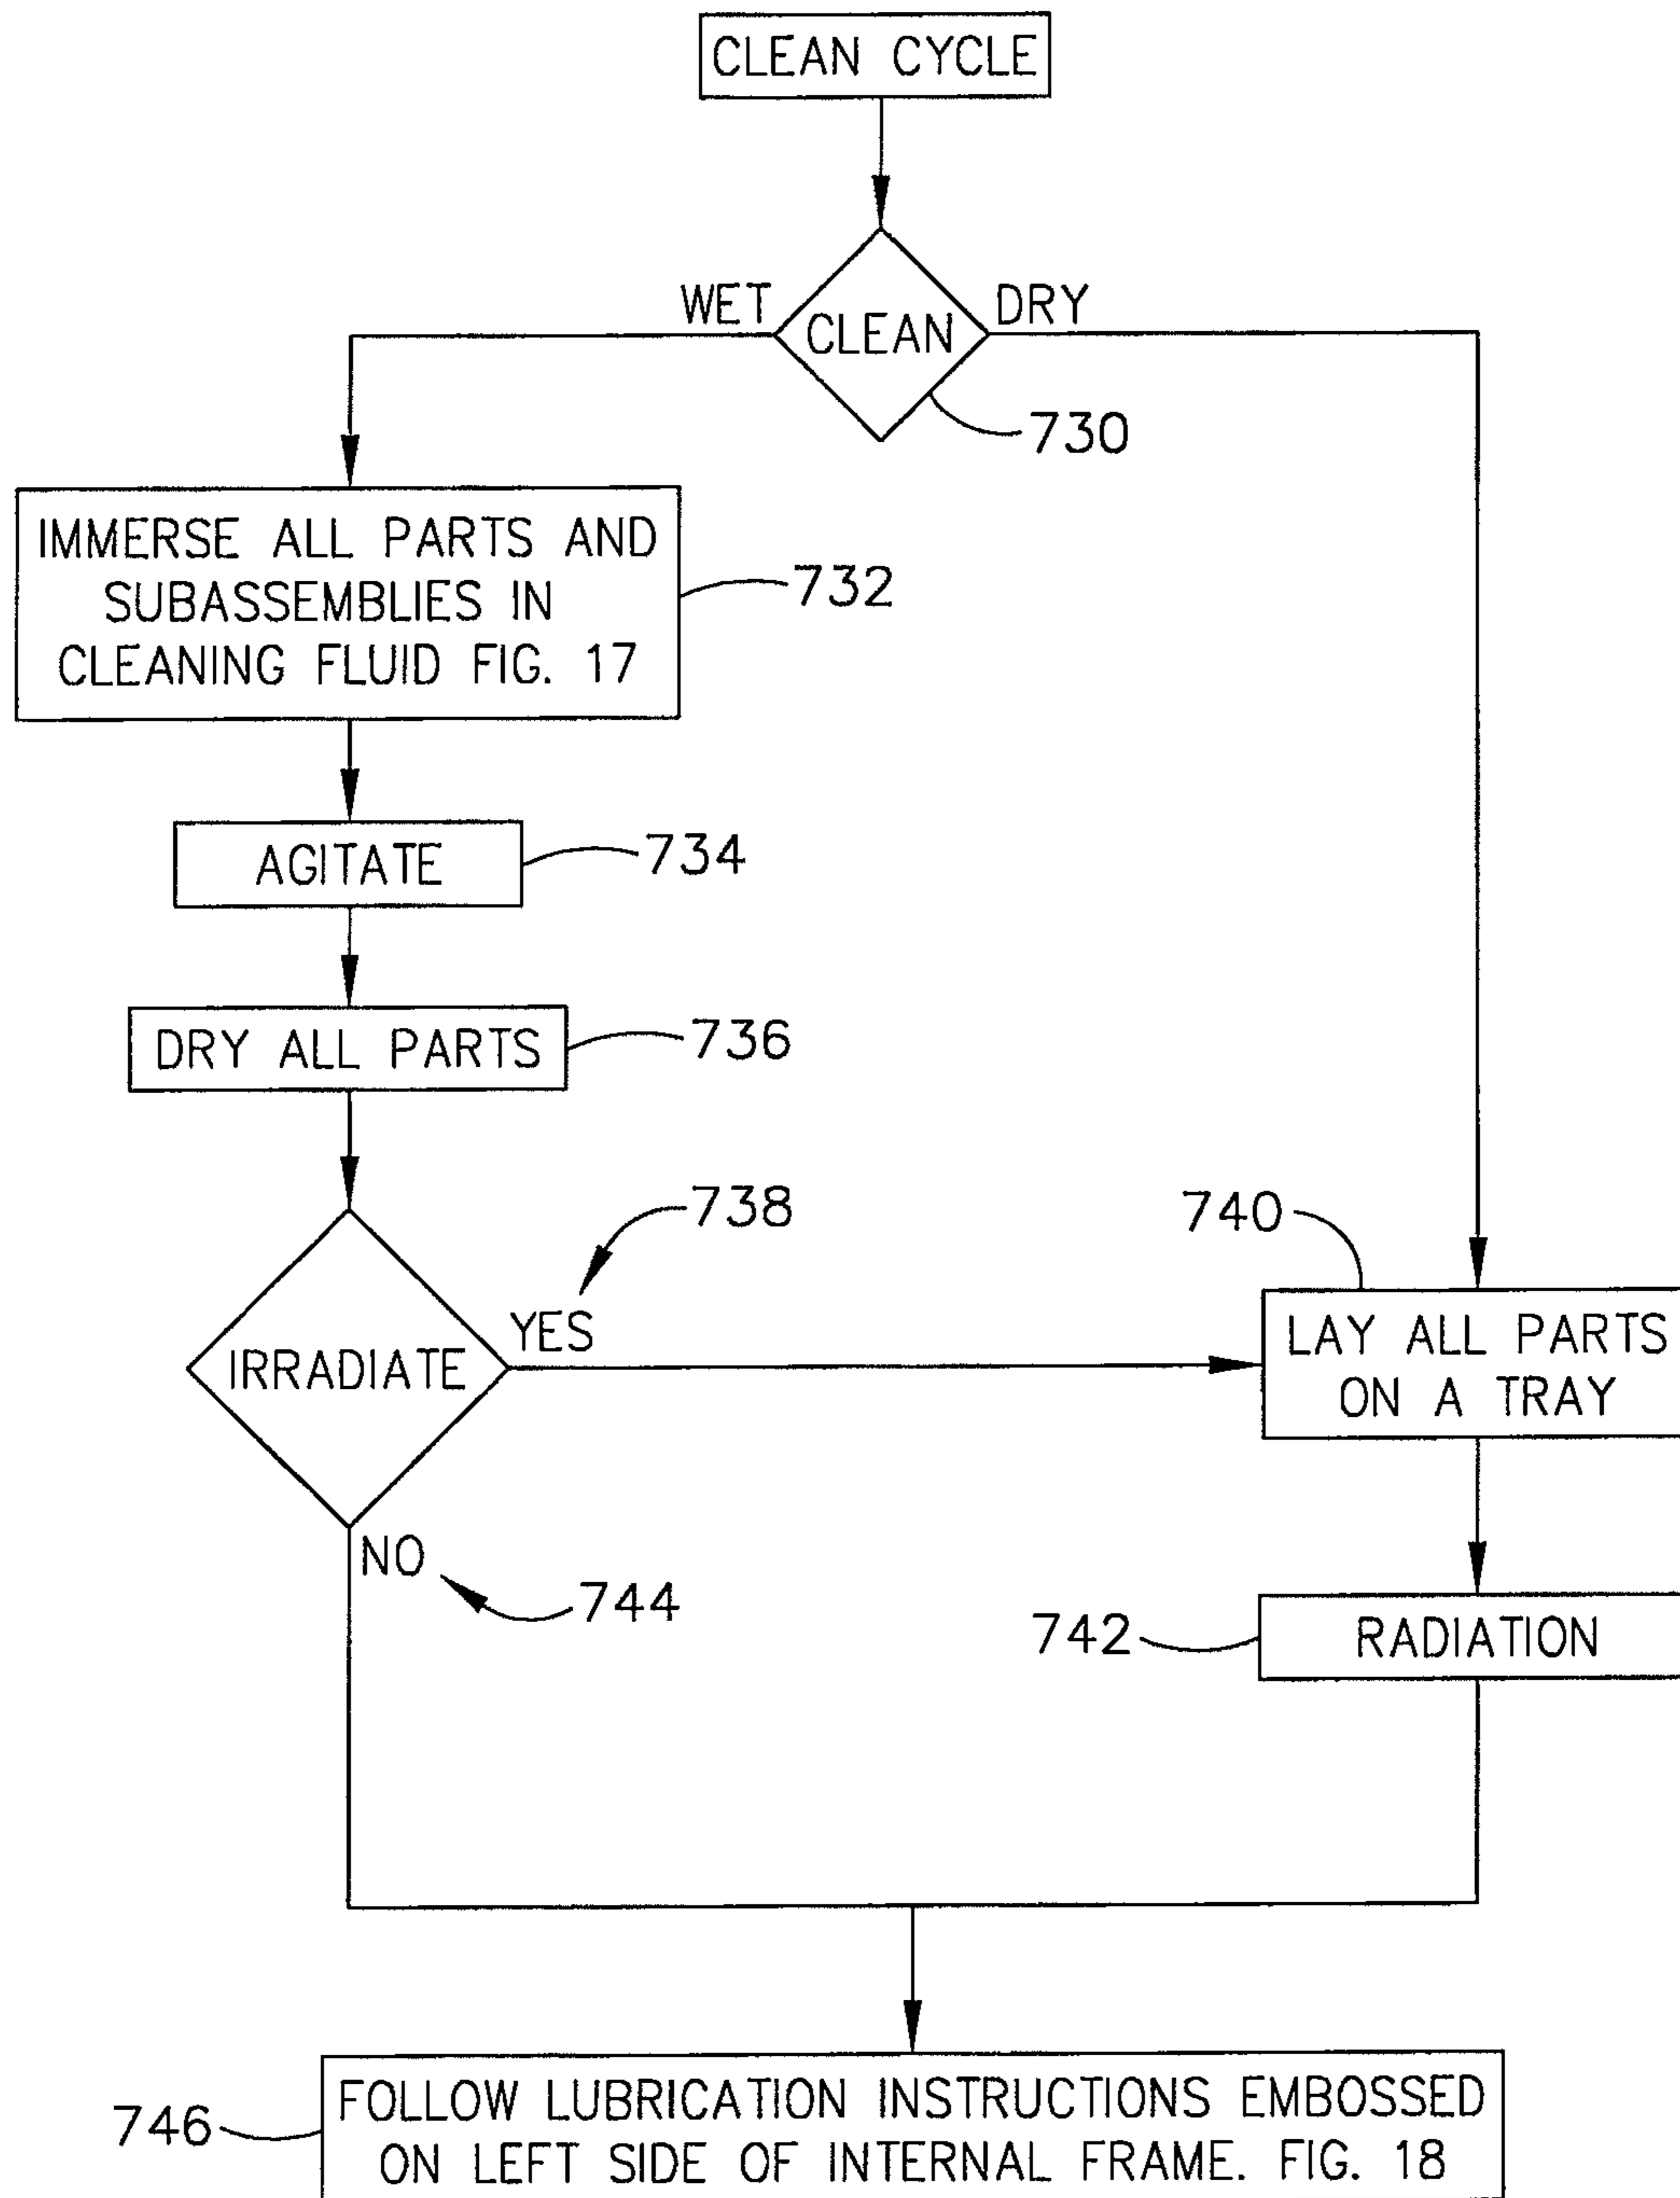 CLEAN CYCLE
WET
DRY
CLEAN
730
IMMERSE ALL PARTS AND
SUBASSEMBLIES IN
CLEANING FLUID FIG. 17
732
AGITATE
734
DRY ALL PARTS
736
738
YES
IRRADIATE
740
LAY ALL PARTS
ON A TRAY
NO
744
742
RADIATION
746
FOLLOW LUBRICATION INSTRUCTIONS EMBOSSED
ON LEFT SIDE OF INTERNAL FRAME. FIG. 18